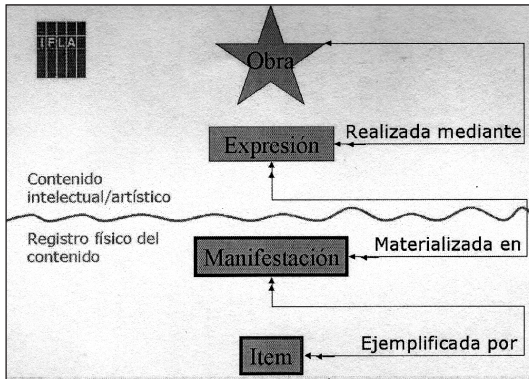 IFLA
Obra
Realizada mediante
Expresión
Contenido
intelectual/artístico
Registro físico del
contenido
Materializada en
Manifestación
Ejemplificada por
Item